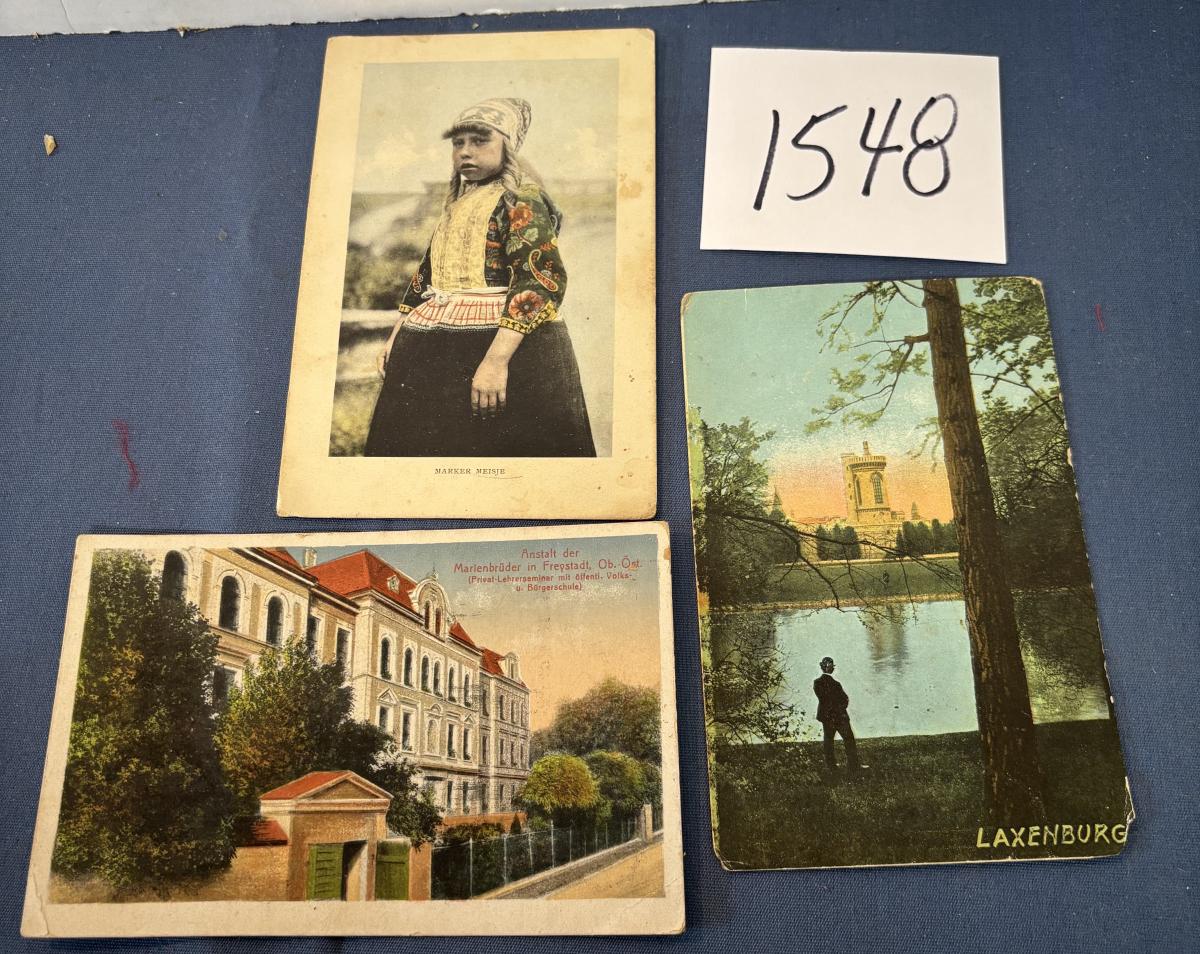 1548
MARKER MEISJE
Anstalt der
Marienbrüder in Freystadt, Ob. Öst.
(Privat-Lehrerseminar mit öffentl. Volks-
u. Bürgerschule)
LAXENBURG